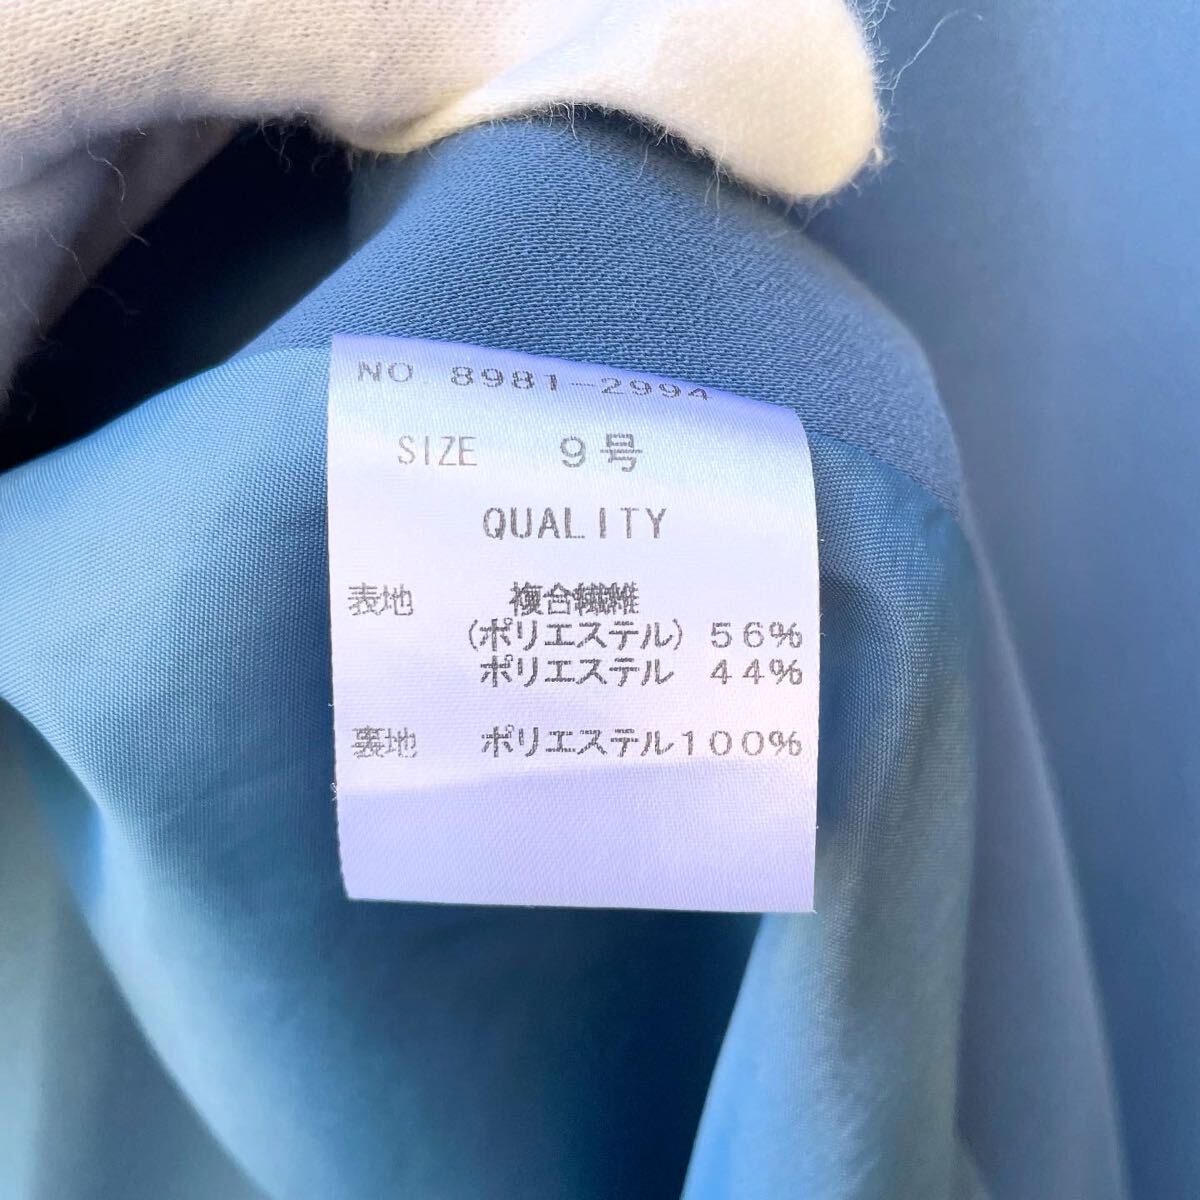 NO 8981-2994
SIZE 9号
QUALITY
表地 複合繊維
(ポリエステル) 56%
ポリエステル 44%
裏地 ポリエステル100%